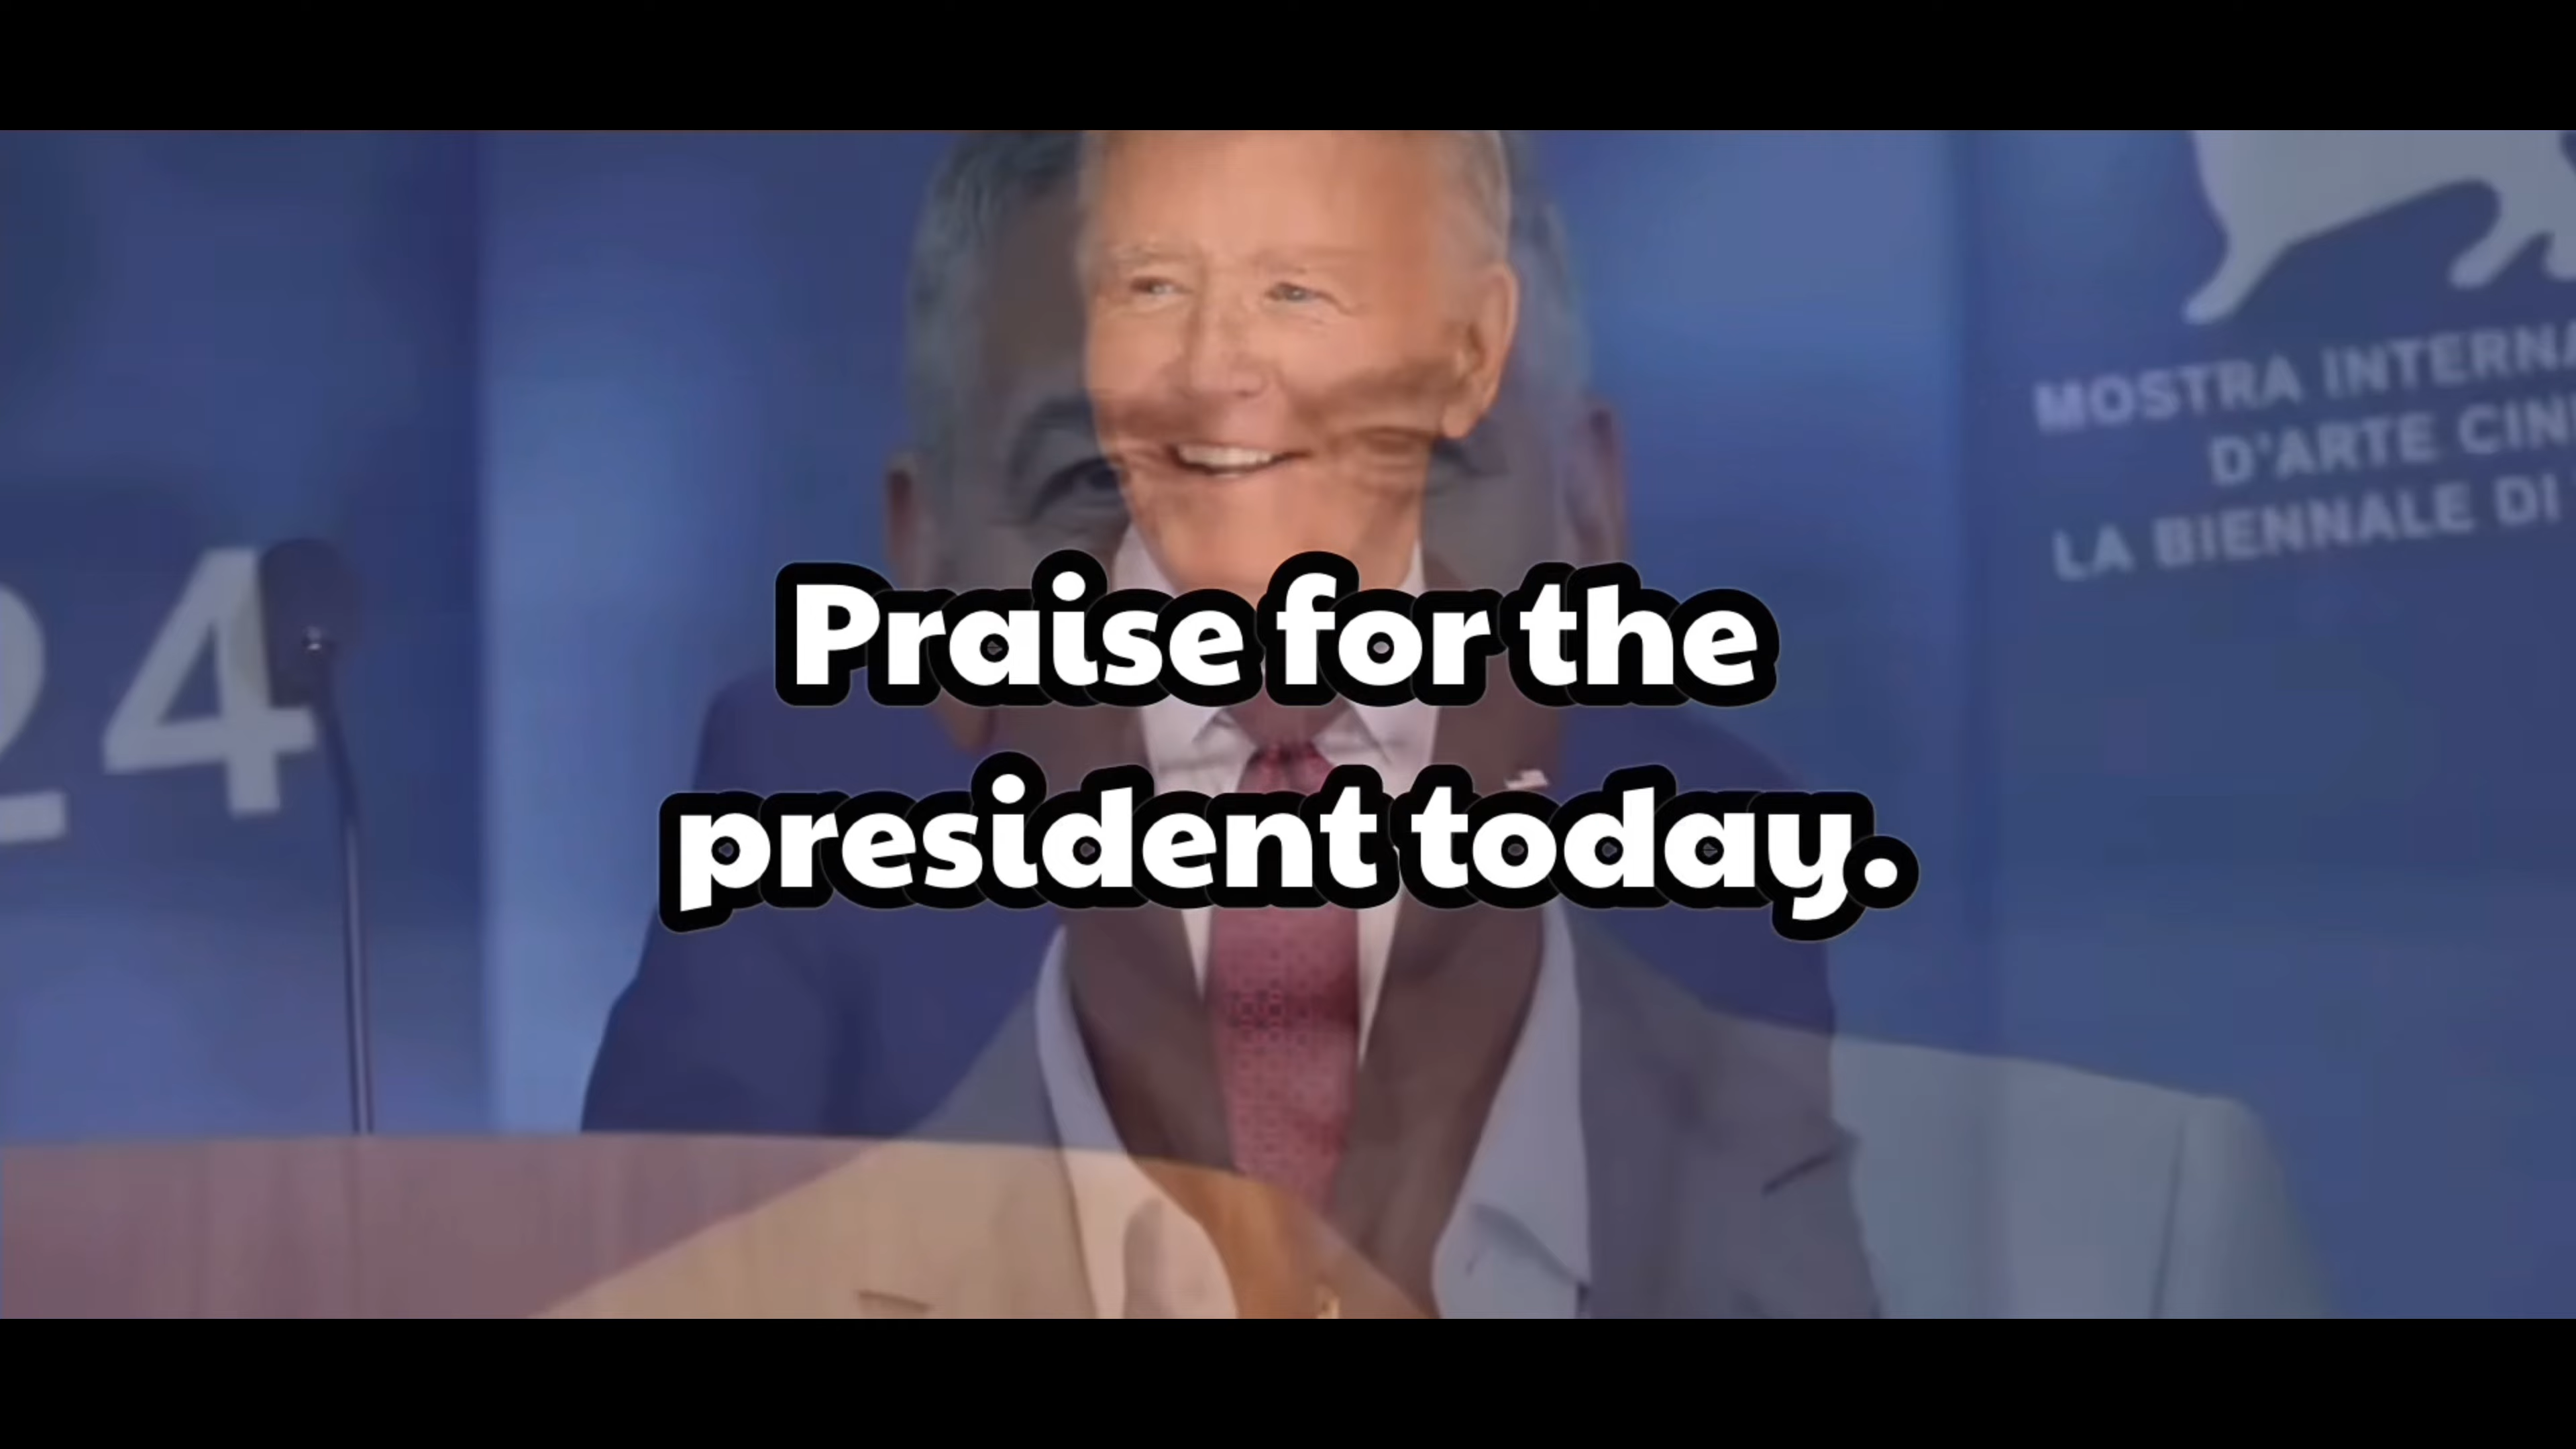 Praise for the
president today.
24
MOSTRA INTERNA
D'ARTE CIN
LA BIENNALE DI